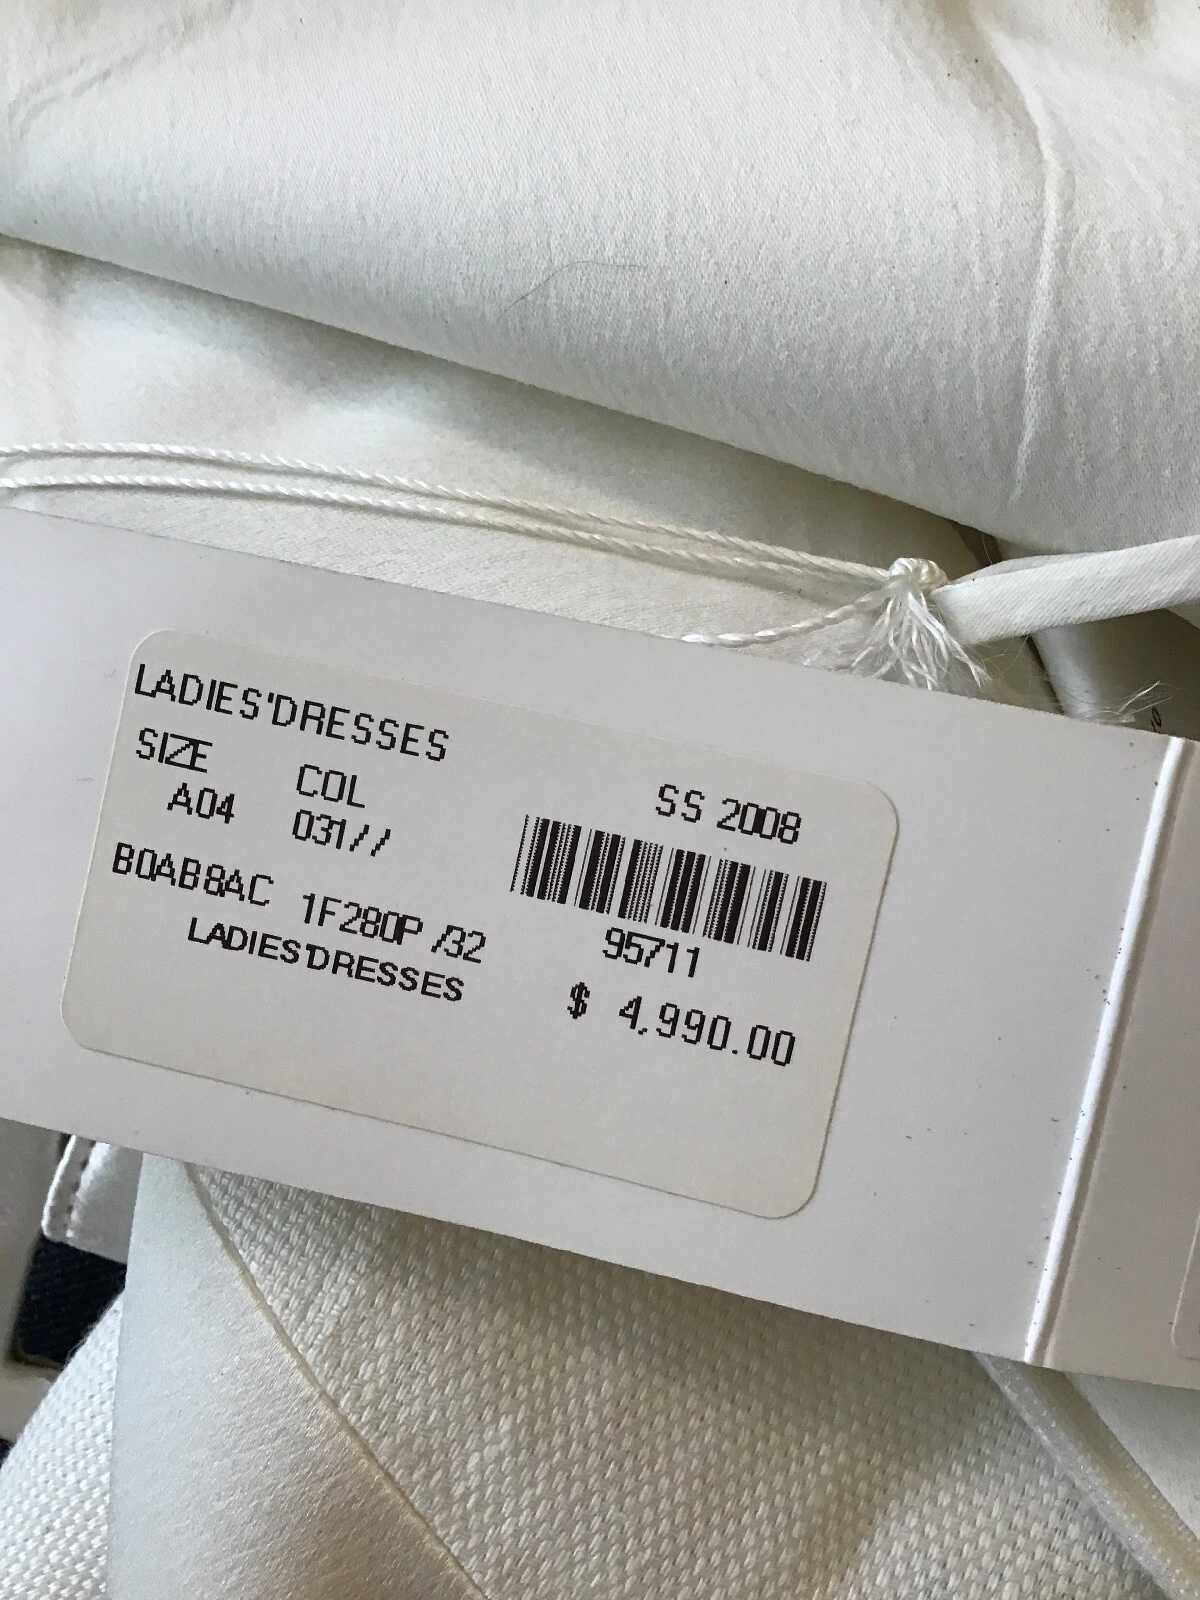 LADIES'DRESSES
SIZE COL
A04 031//
SS 2008
B0AB8AC 1F280P /32
LADIES'DRESSES
95711
$ 4,990.00